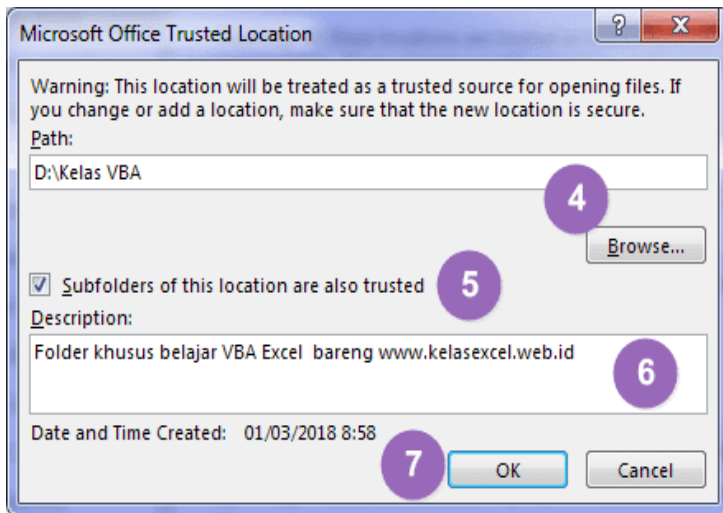 Microsoft Office Trusted Location
? X
Warning: This location will be treated as a trusted source for opening files. If
you change or add a location, make sure that the new location is secure.
Path:
D:\Kelas VBA
4
Browse...
Subfolders of this location are also trusted
5
Description:
Folder khusus belajar VBA Excel bareng www.kelasexcel.web.id
6
Date and Time Created: 01/03/2018 8:58
7
OK
Cancel